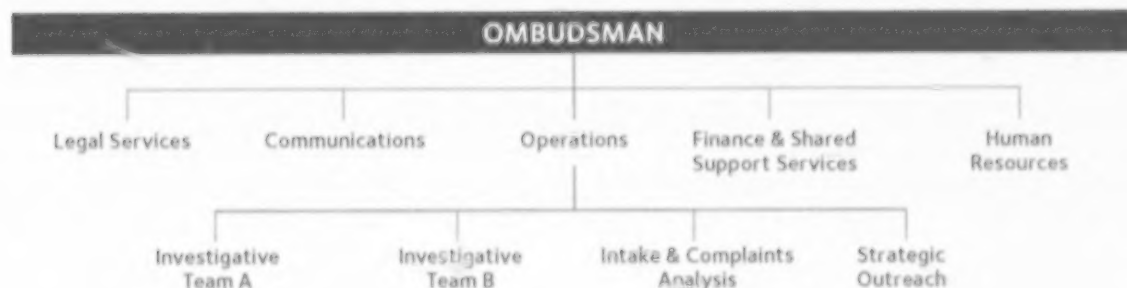 OMBUDSMAN
Legal Services
Communications
Operations
Finance & Shared
Support Services
Human
Resources
Investigative
Team A
Investigative
Team B
Intake & Complaints
Analysis
Strategic
Outreach